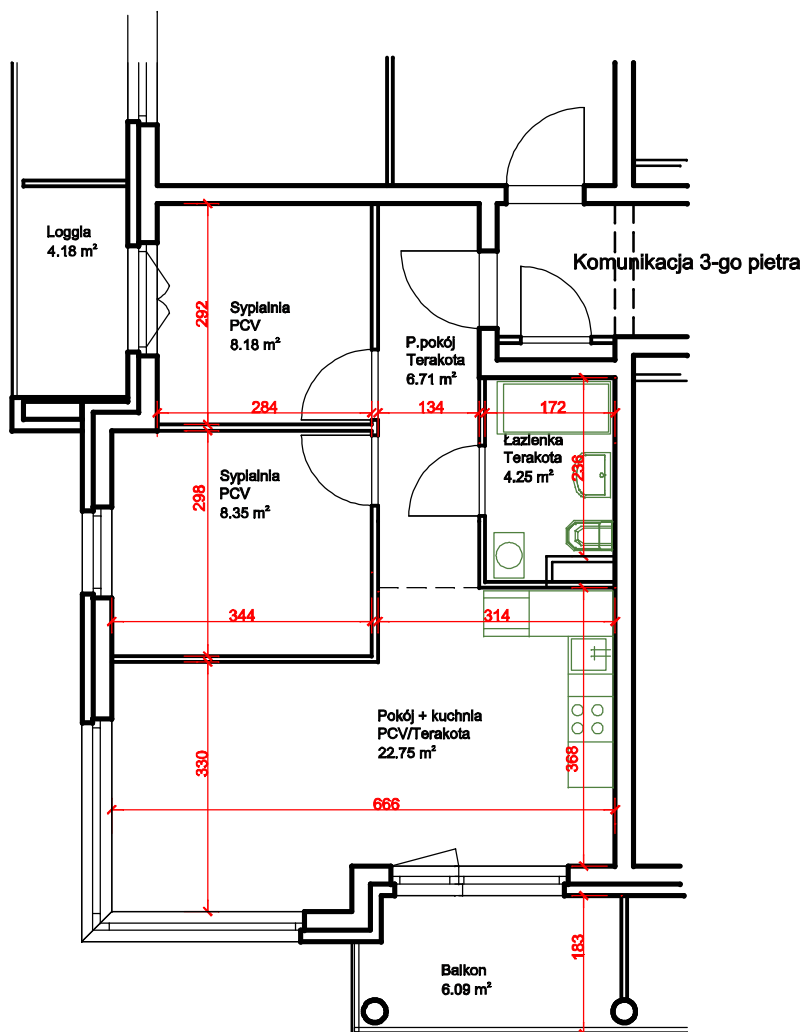 Loggia
4.18 m²
292
Sypialnia
PCV
8.18 m²
Komunikacja 3-go pietra
P.pokój
Terakota
6.71 m²
284
134
172
Łazienka
Terakota
4.25 m²
236
Sypialnia
PCV
8.35 m²
298
344
314
Pokój + kuchnia
PCV/Terakota
22.75 m²
330
368
666
183
Balkon
6.09 m²